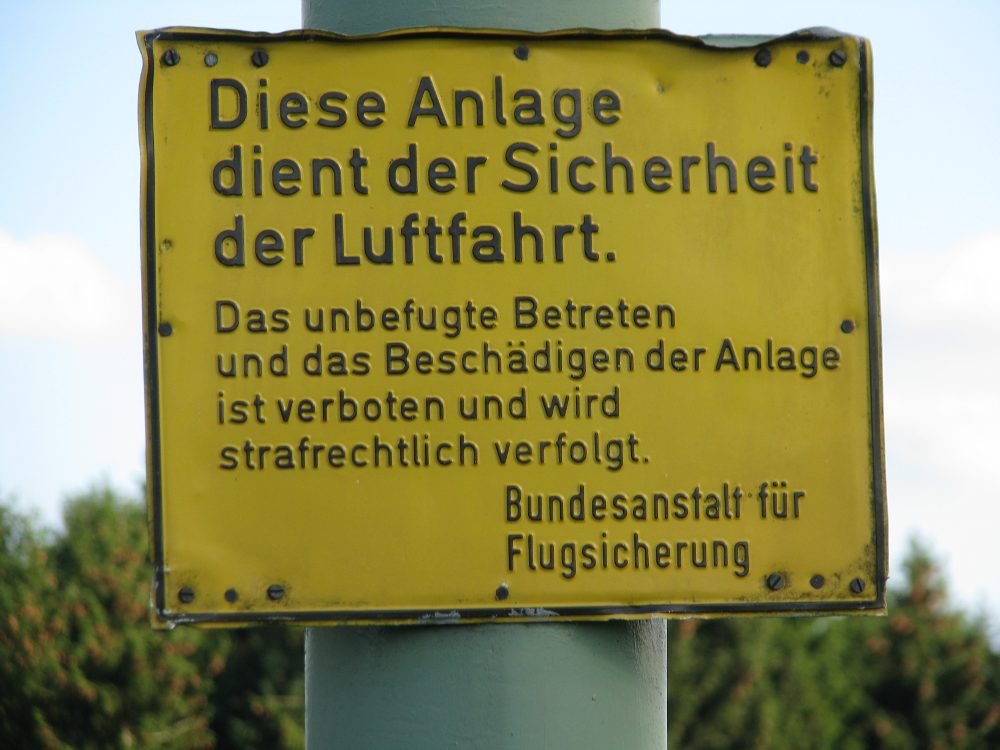 Diese Anlage
dient der Sicherheit
der Luftfahrt.
Das unbefugte Betreten
und das Beschädigen der Anlage
ist verboten und wird
strafrechtlich verfolgt.
Bundesanstalt für
Flugsicherung